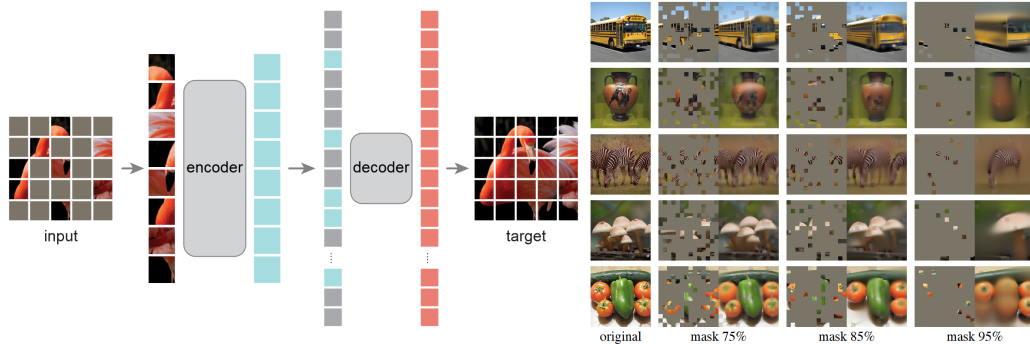 input
encoder
decoder
target
original
mask 75%
mask 85%
mask 95%